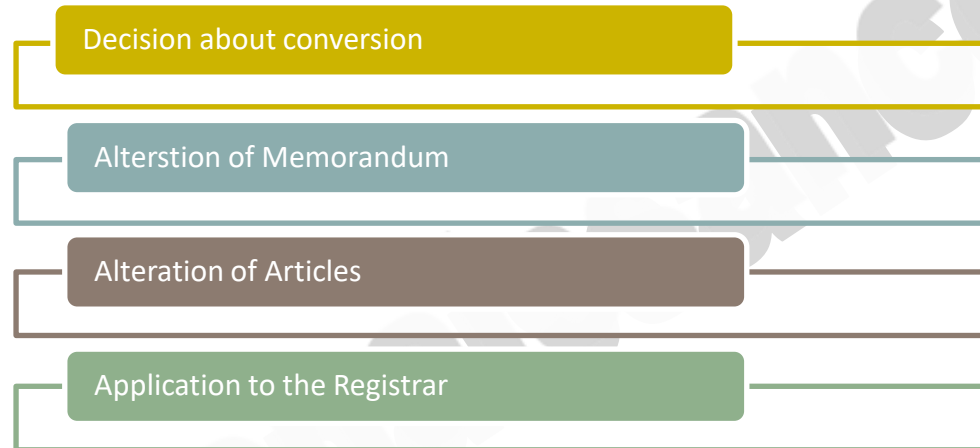 Decision about conversion
Alterstion of Memorandum
Alteration of Articles
Application to the Registrar